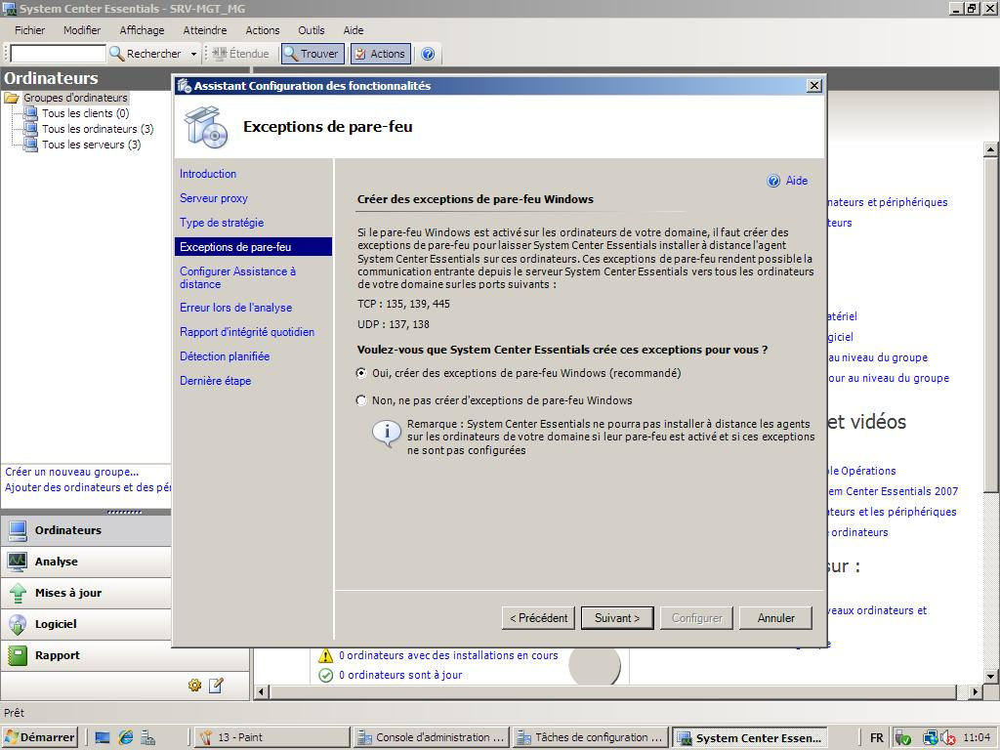 System Center Essentials - SRV-MGT_MG
Fichier Modifier Affichage Atteindre Actions Outils Aide
Rechercher Étendue Trouver Actions
Ordinateurs
Groupes d'ordinateurs
Tous les clients (0)
Tous les ordinateurs (3)
Tous les serveurs (3)
Créer un nouveau groupe...
Ajouter des ordinateurs et des pér
Ordinateurs
Analyse
Mises à jour
Logiciel
Rapport
Assistant Configuration des fonctionnalités
Exceptions de pare-feu
Introduction
Serveur proxy
Type de stratégie
Exceptions de pare-feu
Configurer Assistance à
distance
Erreur lors de l'analyse
Rapport d'intégrité quotidien
Détection planifiée
Dernière étape
Aide
Créer des exceptions de pare-feu Windows
Si le pare-feu Windows est activé sur les ordinateurs de votre domaine, il faut créer des
exceptions de pare-feu pour laisser System Center Essentials installer à distance l'agent
System Center Essentials sur ces ordinateurs. Ces exceptions de pare-feu rendent possible la
communication entrante depuis le serveur System Center Essentials vers tous les ordinateurs
de votre domaine sur les ports suivants :
TCP : 135, 139, 445
UDP : 137, 138
Voulez-vous que System Center Essentials crée ces exceptions pour vous ?
Oui, créer des exceptions de pare-feu Windows (recommandé)
Non, ne pas créer d'exceptions de pare-feu Windows
Remarque : System Center Essentials ne pourra pas installer à distance les agents
sur les ordinateurs de votre domaine si leur pare-feu est activé et si ces exceptions
ne sont pas configurées
< Précédent Suivant > Configurer Annuler
nateurs et périphériques
teurs
atériel
giciel
au niveau du groupe
our au niveau du groupe
et vidéos
le Opérations
em Center Essentials 2007
ateurs et les périphériques
ordinateurs
sur :
veaux ordinateurs et
pe
0 ordinateurs avec des installations en cours
0 ordinateurs sont à jour
Prêt
Démarrer 13 - Paint Console d'administration ... Tâches de configuration ... System Center Essen... FR 11:04